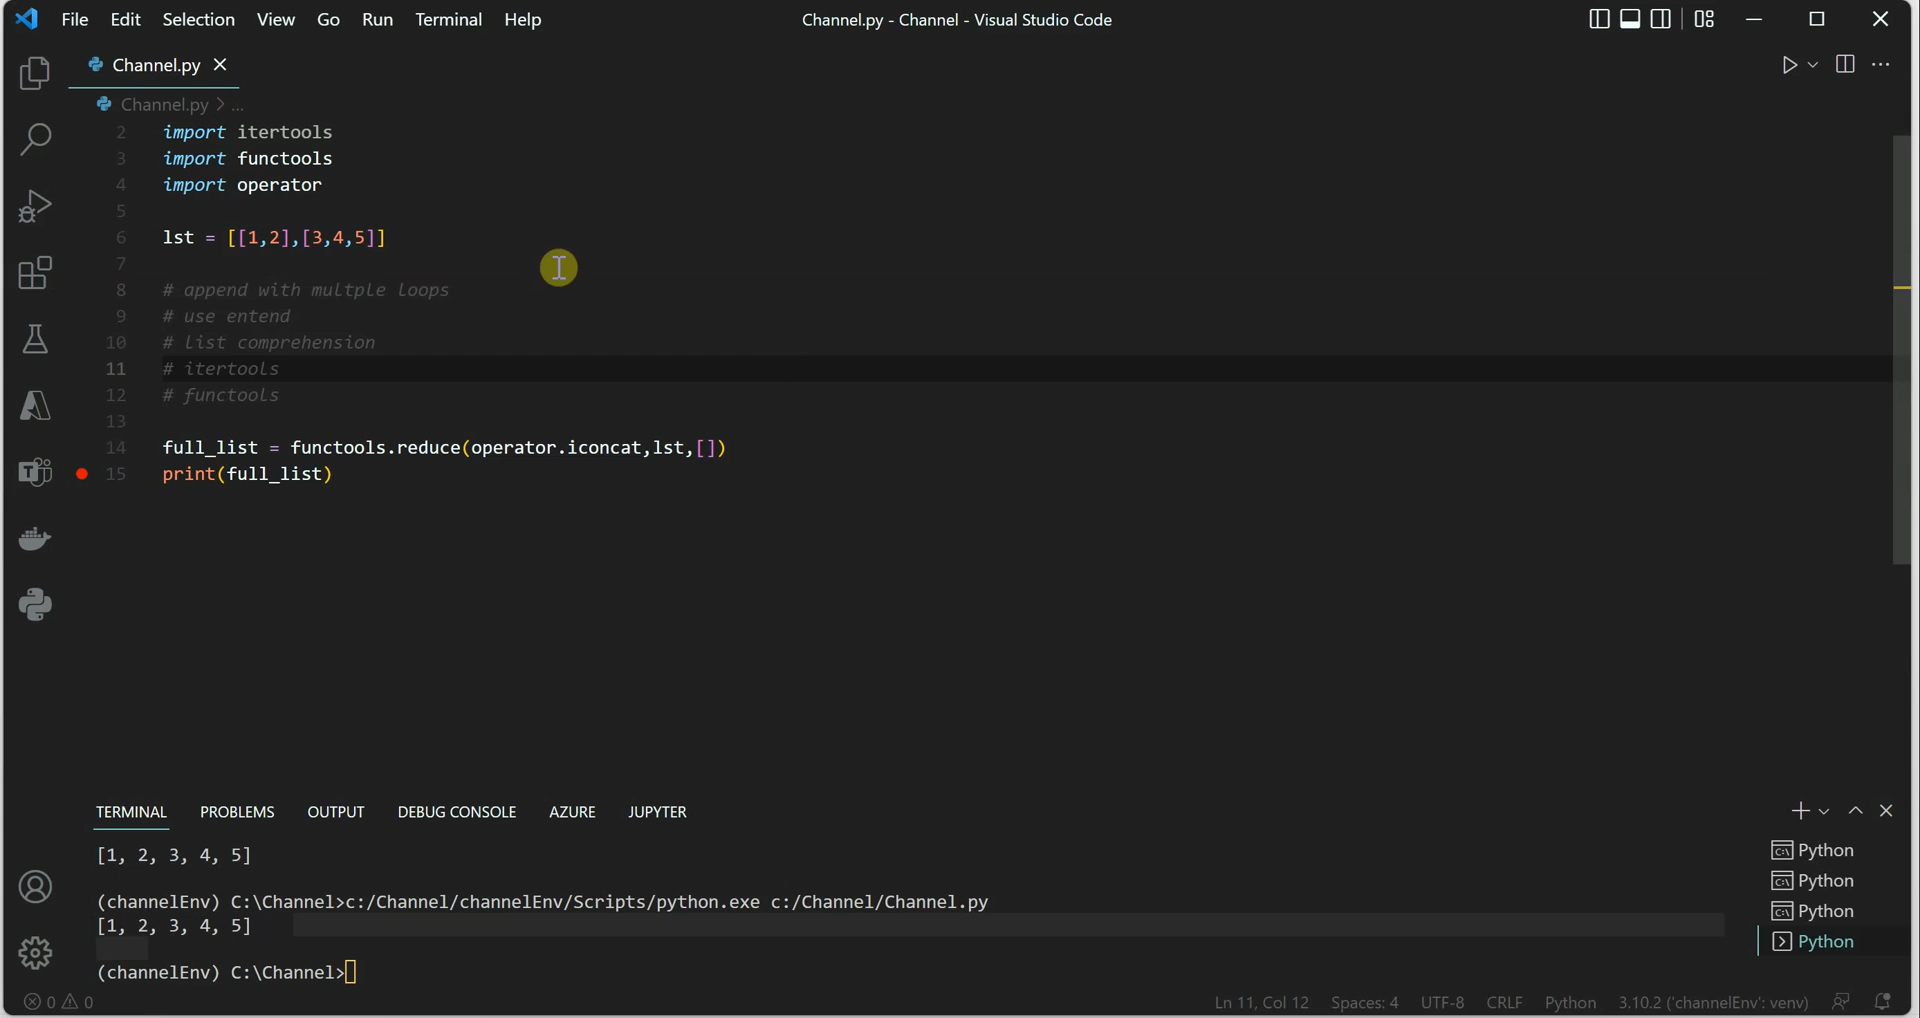 File Edit Selection View Go Run Terminal Help
Channel.py - Channel - Visual Studio Code
Channel.py
Channel.py > ...
2 import itertools
3 import functools
4 import operator
5
6 lst = [[1,2],[3,4,5]]
7
8 # append with multple loops
9 # use entend
10 # list comprehension
11 # itertools
12 # functools
13
14 full_list = functools.reduce(operator.iconcat,lst,[])
15 print(full_list)
TERMINAL PROBLEMS OUTPUT DEBUG CONSOLE AZURE JUPYTER
[1, 2, 3, 4, 5]
(channelEnv) C:\Channel>c:/Channel/channelEnv/Scripts/python.exe c:/Channel/Channel.py
[1, 2, 3, 4, 5]
(channelEnv) C:\Channel>
Python
Python
Python
Python
0 0 Ln 11, Col 12 Spaces: 4 UTF-8 CRLF Python 3.10.2 ('channelEnv': venv)